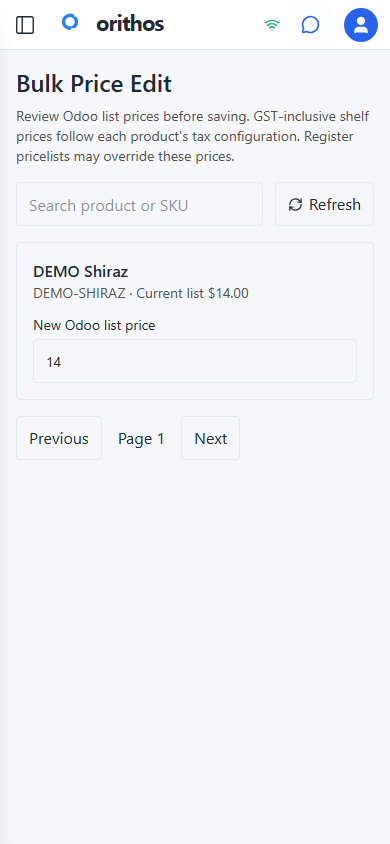 orithos
Bulk Price Edit
Review Odoo list prices before saving. GST-inclusive shelf
prices follow each product's tax configuration. Register
pricelists may override these prices.
Search product or SKU
Refresh
DEMO Shiraz
DEMO-SHIRAZ · Current list $14.00
New Odoo list price
14
Previous
Page 1
Next